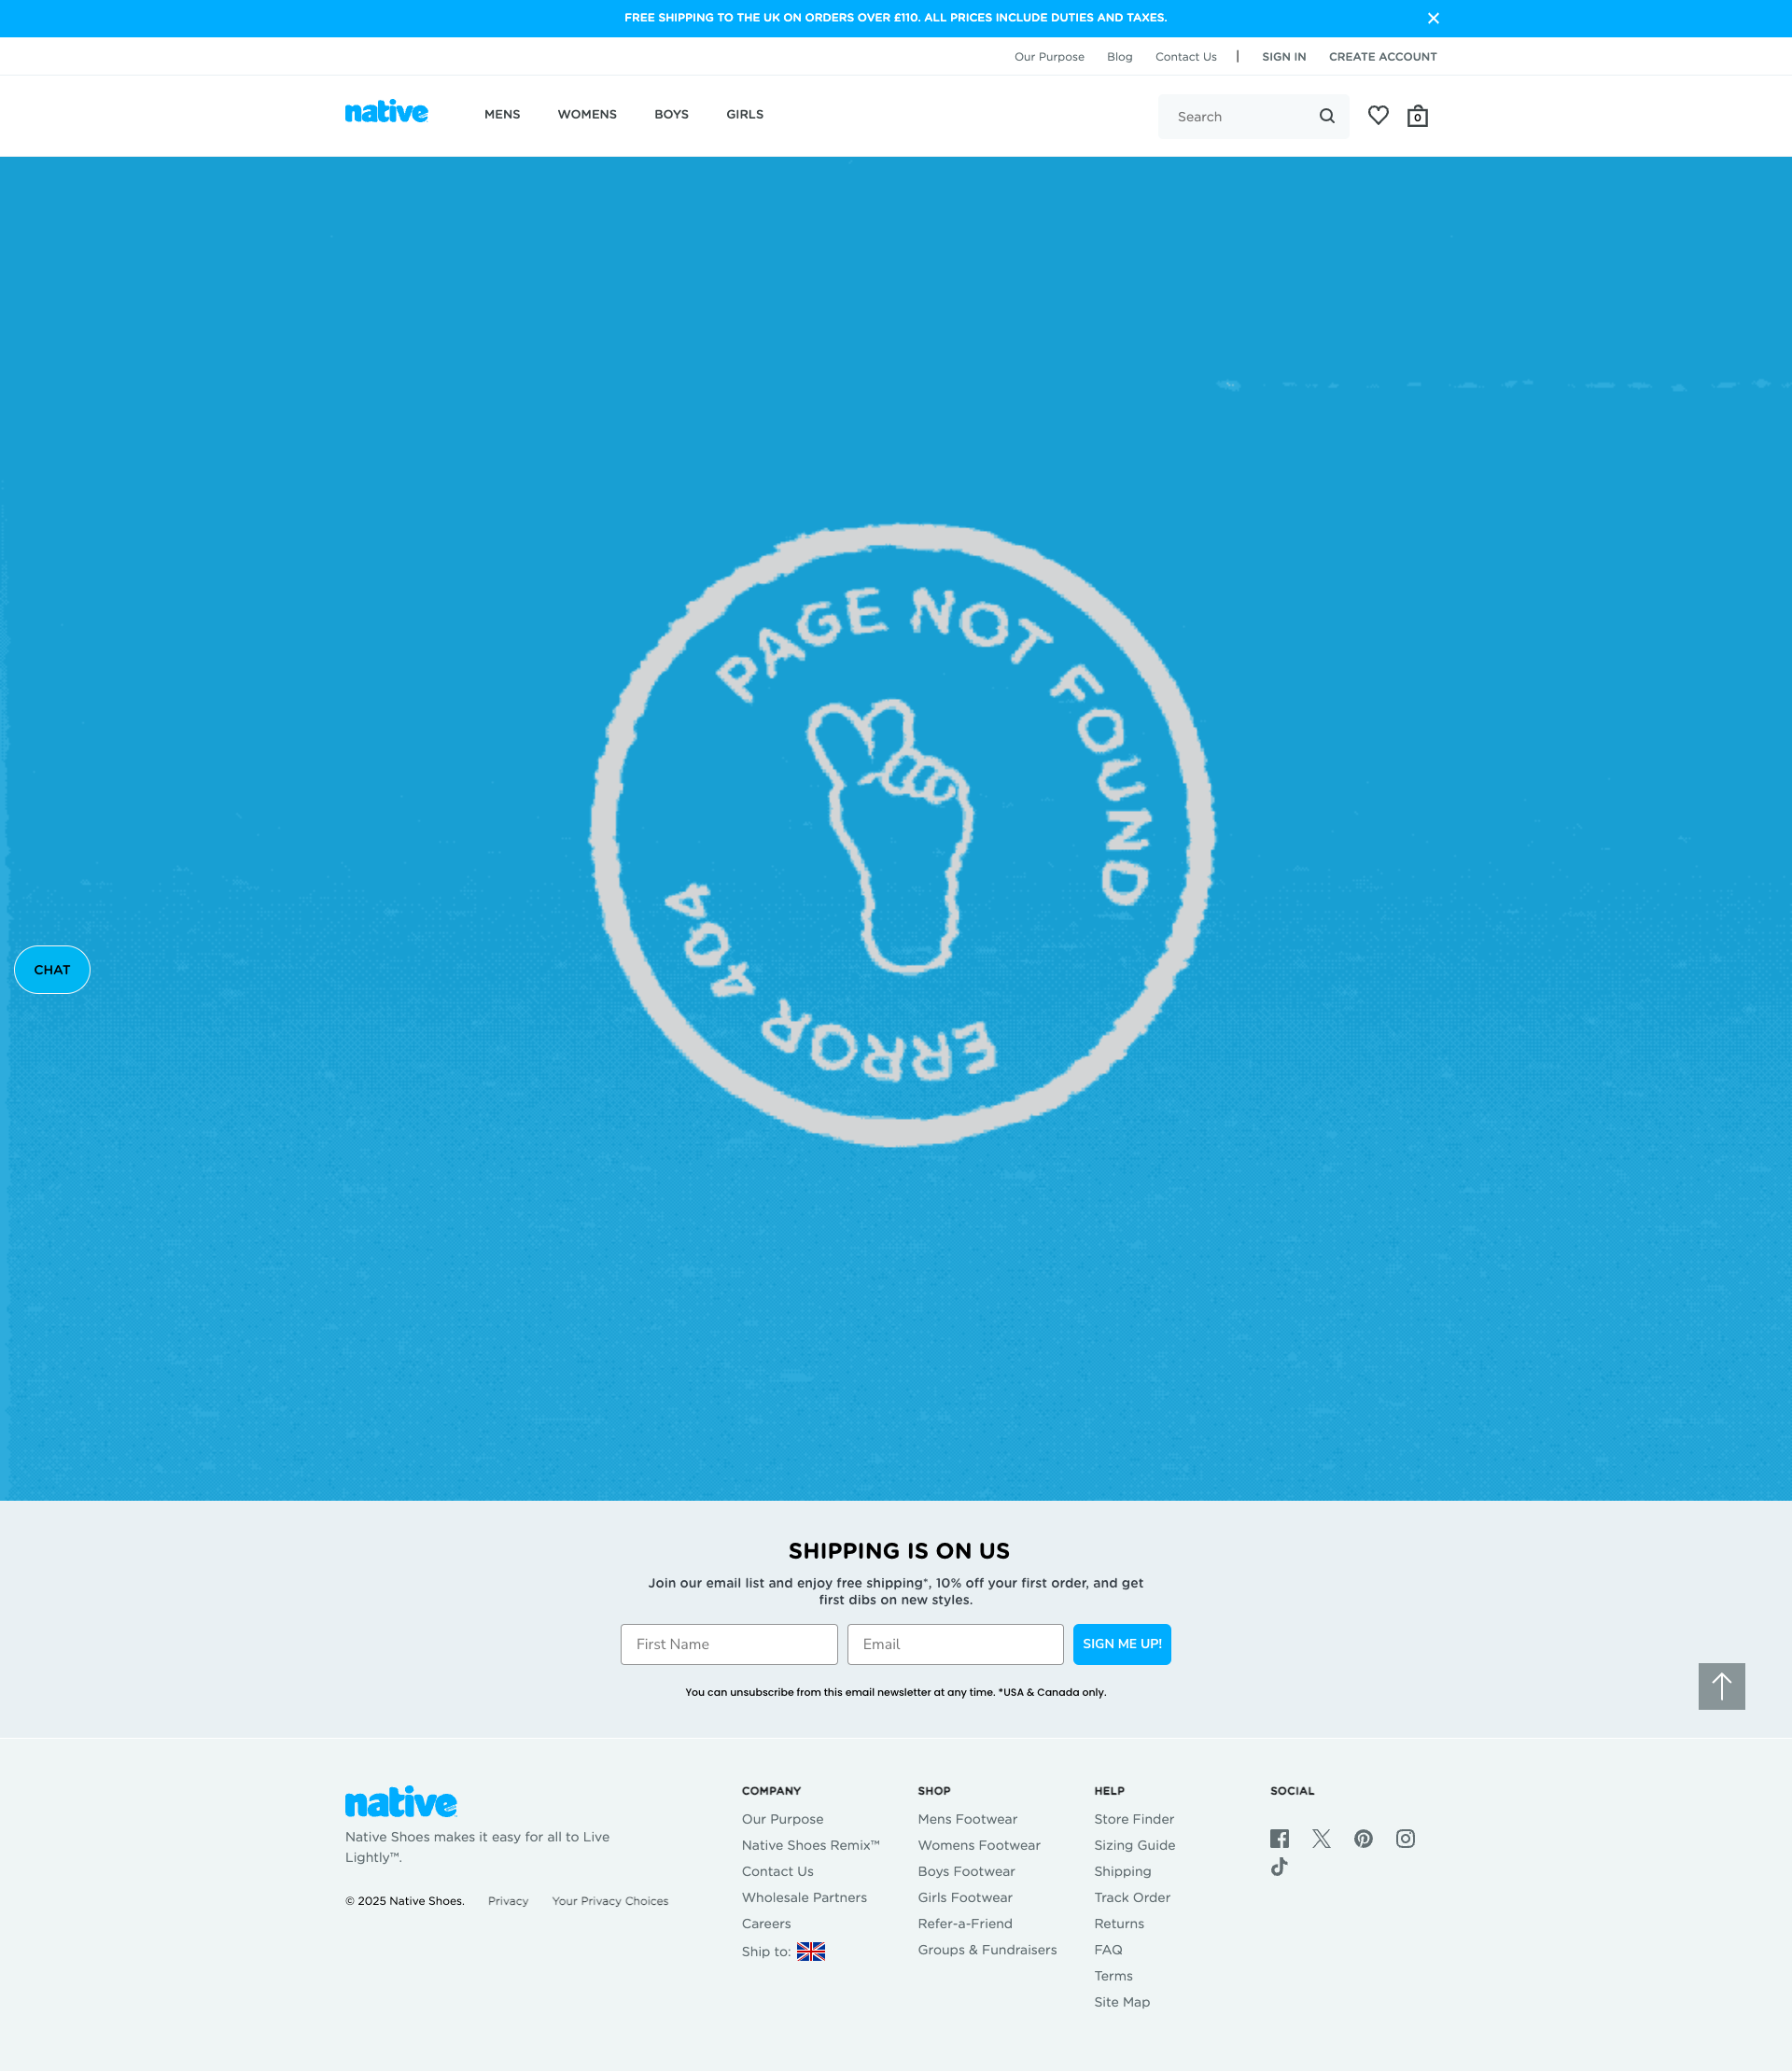 FREE SHIPPING TO THE UK ON ORDERS OVER £110. ALL PRICES INCLUDE DUTIES AND TAXES.
Our Purpose Blog Contact Us | SIGN IN CREATE ACCOUNT
native MENS WOMENS BOYS GIRLS Search 0
PAGE NOT FOUND
ERROR 404
CHAT
SHIPPING IS ON US
Join our email list and enjoy free shipping*, 10% off your first order, and get
first dibs on new styles.
First Name Email SIGN ME UP!
You can unsubscribe from this email newsletter at any time. *USA & Canada only.
native
Native Shoes makes it easy for all to Live
Lightly™.
© 2025 Native Shoes. Privacy Your Privacy Choices
COMPANY
Our Purpose
Native Shoes Remix™
Contact Us
Wholesale Partners
Careers
Ship to:
SHOP
Mens Footwear
Womens Footwear
Boys Footwear
Girls Footwear
Refer-a-Friend
Groups & Fundraisers
HELP
Store Finder
Sizing Guide
Shipping
Track Order
Returns
FAQ
Terms
Site Map
SOCIAL